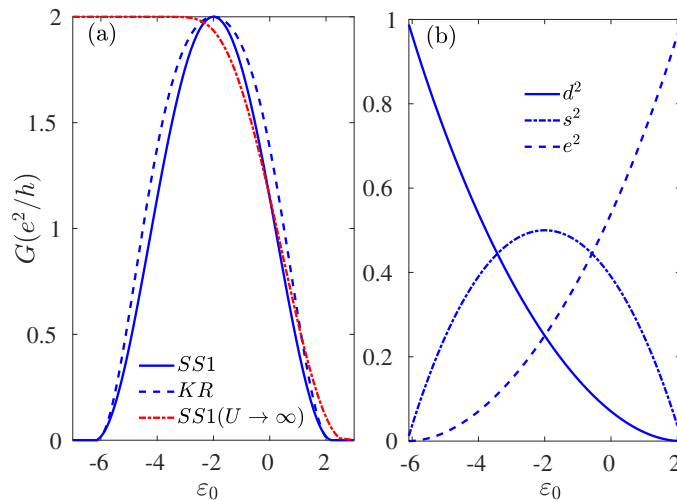 (a)
2
1.5
1
0.5
0
G(e²/h)
SS1
KR
SS1(U → ∞)
-6 -4 -2 0 2
ε₀
(b)
1
0.8
0.6
0.4
0.2
0
d²
s²
e²
-6 -4 -2 0 2
ε₀